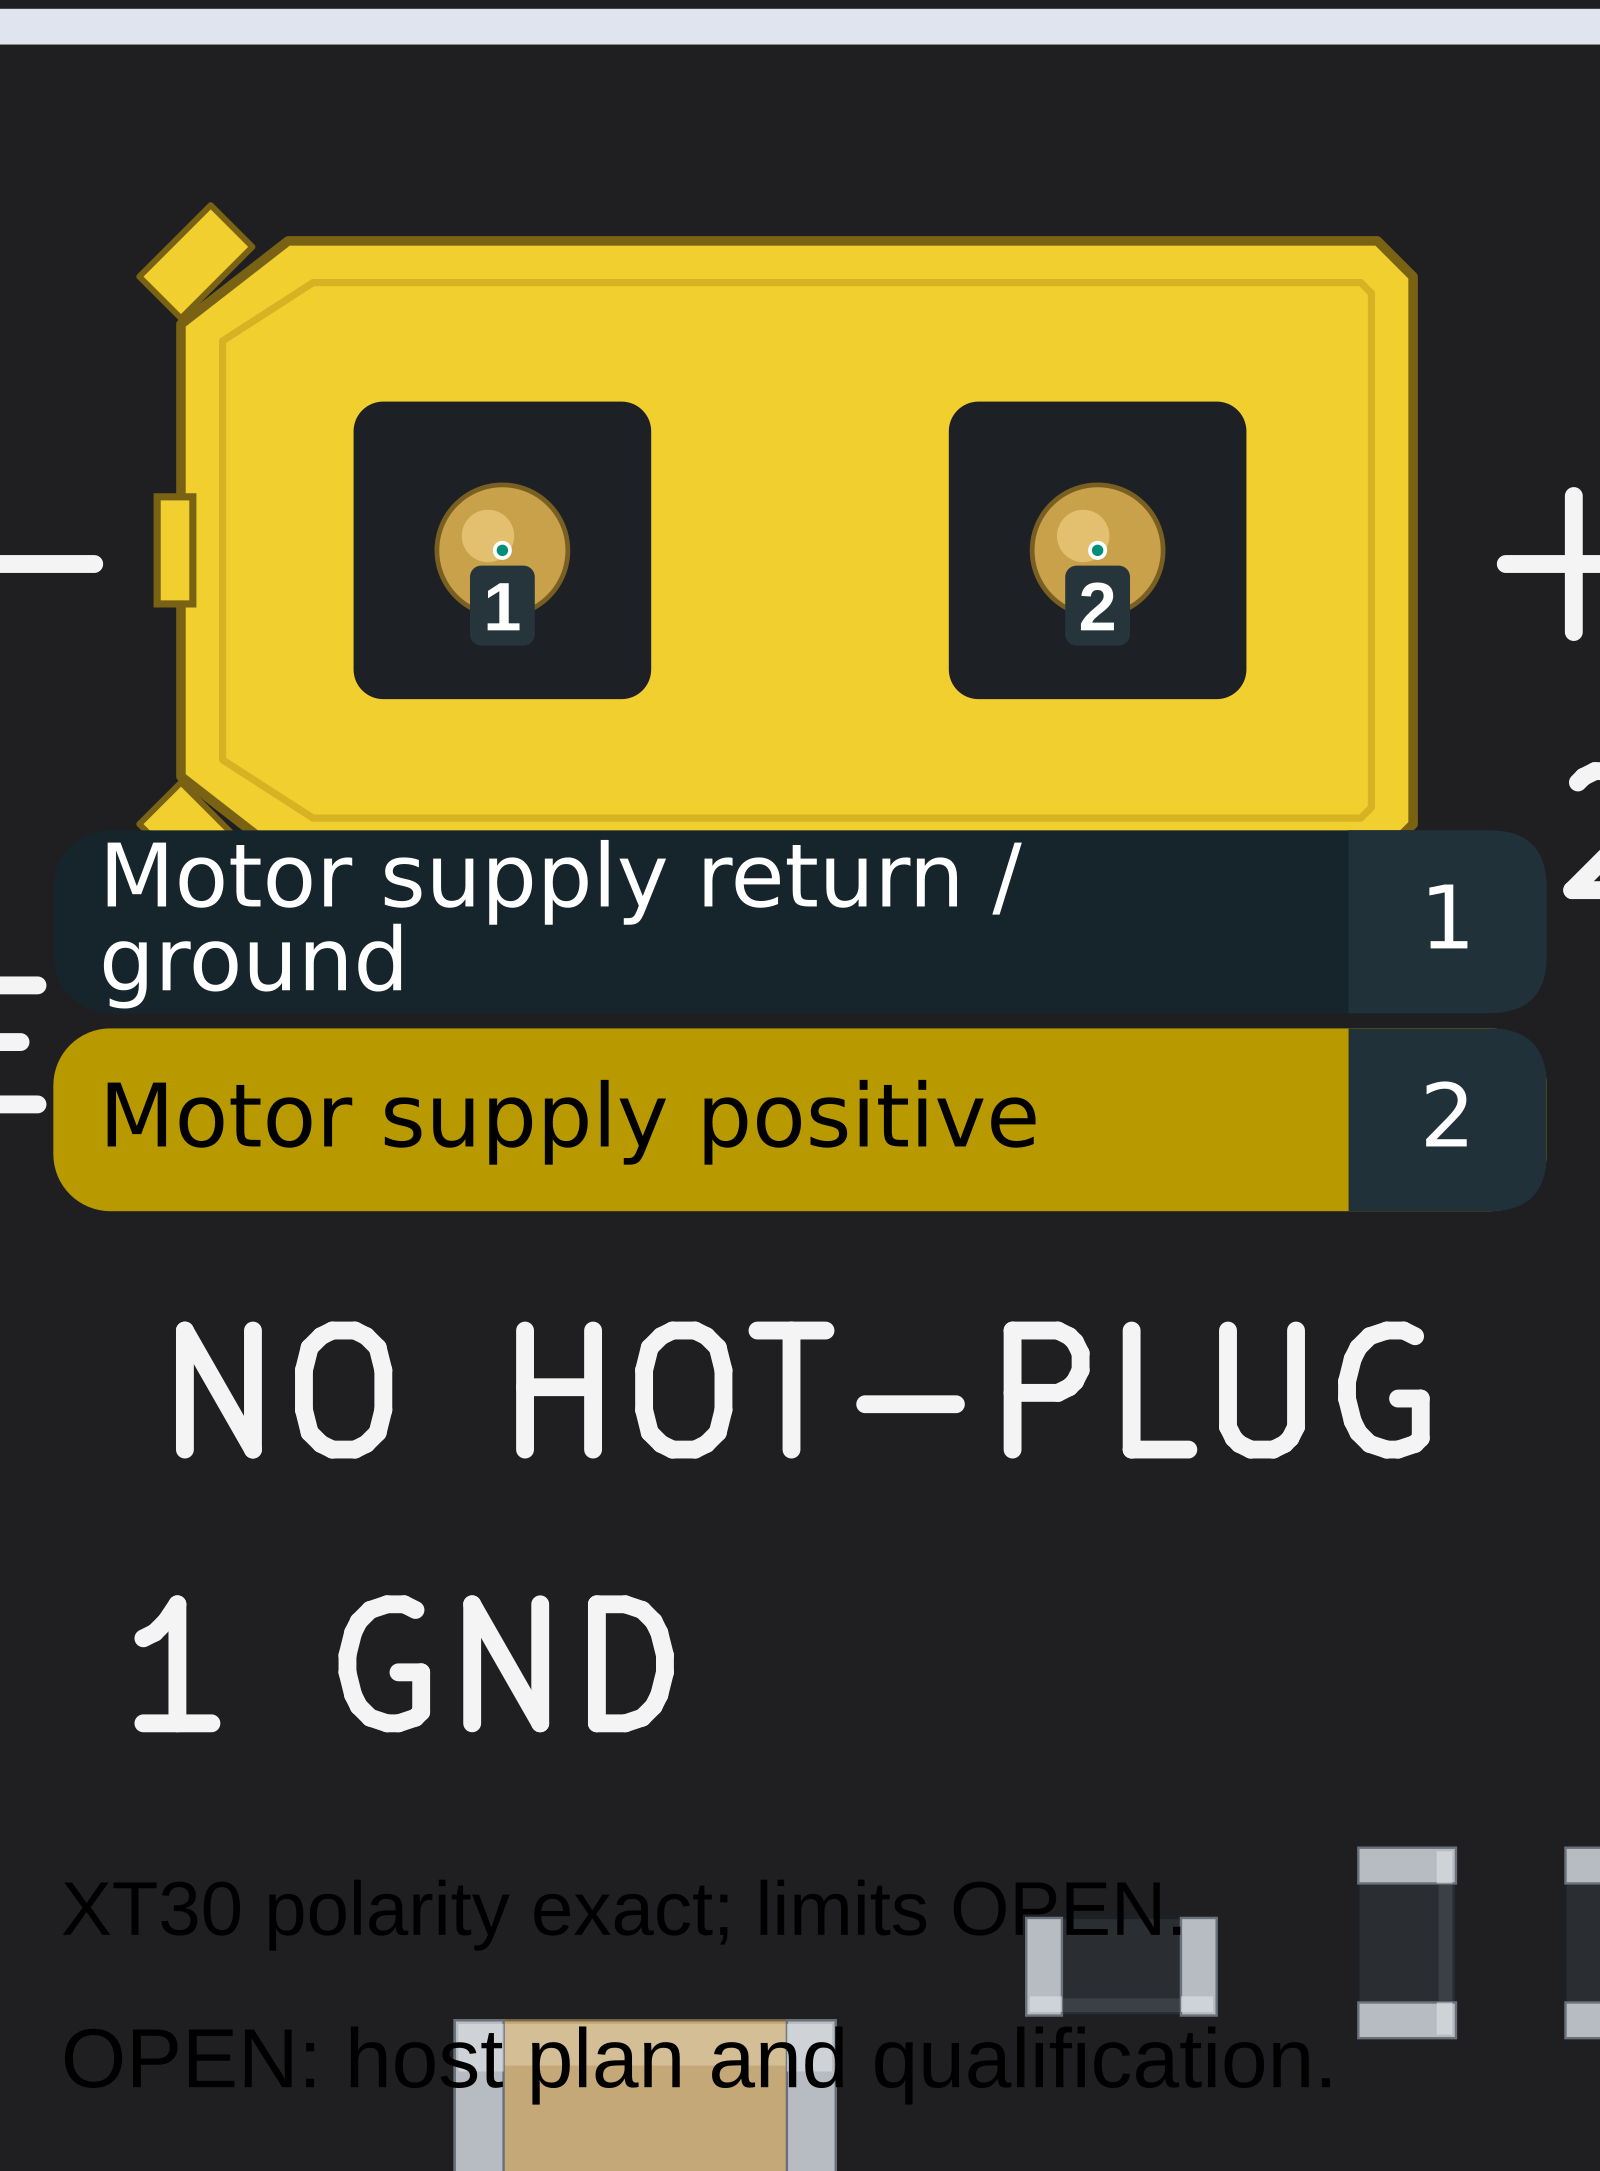 1
2
– +
Motor supply return / 1
ground
Motor supply positive 2
NO HOT–PLUG
1 GND
XT30 polarity exact; limits OPEN.
OPEN: host plan and qualification.